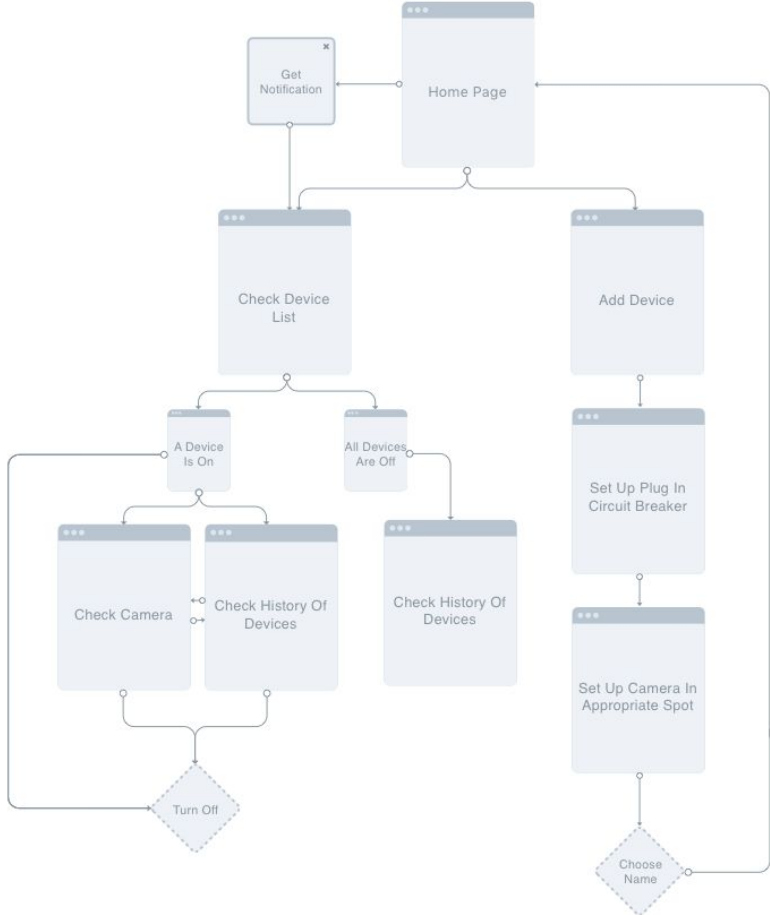 Get
Notification
Home Page
Check Device
List
Add Device
A Device
Is On
All Devices
Are Off
Set Up Plug In
Circuit Breaker
Check Camera
Check History Of
Devices
Check History Of
Devices
Set Up Camera In
Appropriate Spot
Turn Off
Choose
Name